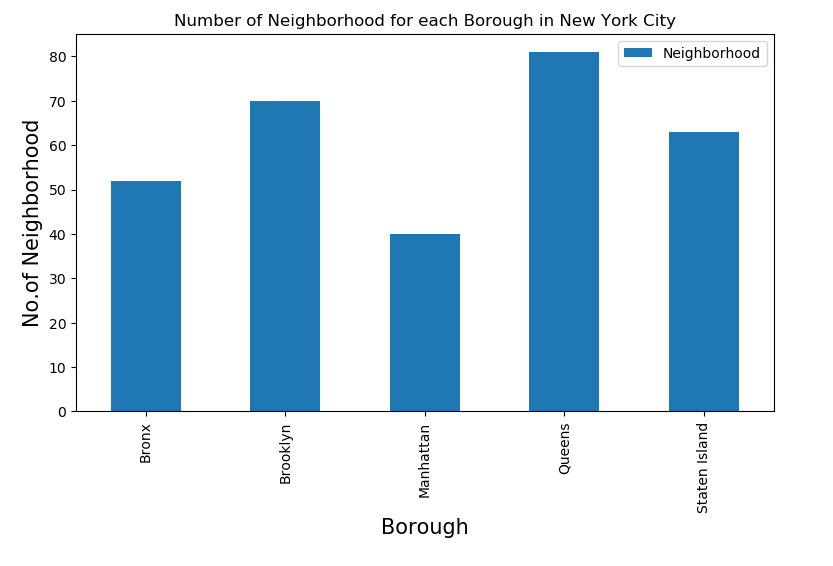 Number of Neighborhood for each Borough in New York City
Neighborhood
No.of Neighborhood
80
70
60
50
40
30
20
10
0
Bronx
Brooklyn
Manhattan
Queens
Staten Island
Borough